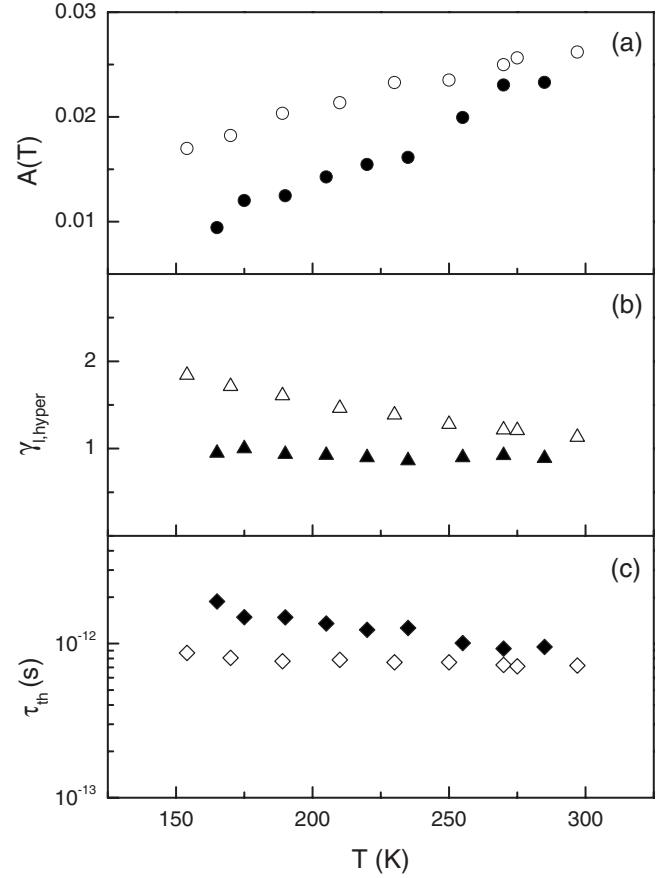 0.03
(a)
0.02
A(T)
0.01
(b)
2
γl,hyper
1
(c)
10⁻¹²
τth (s)
10⁻¹³
150 200 250 300
T (K)